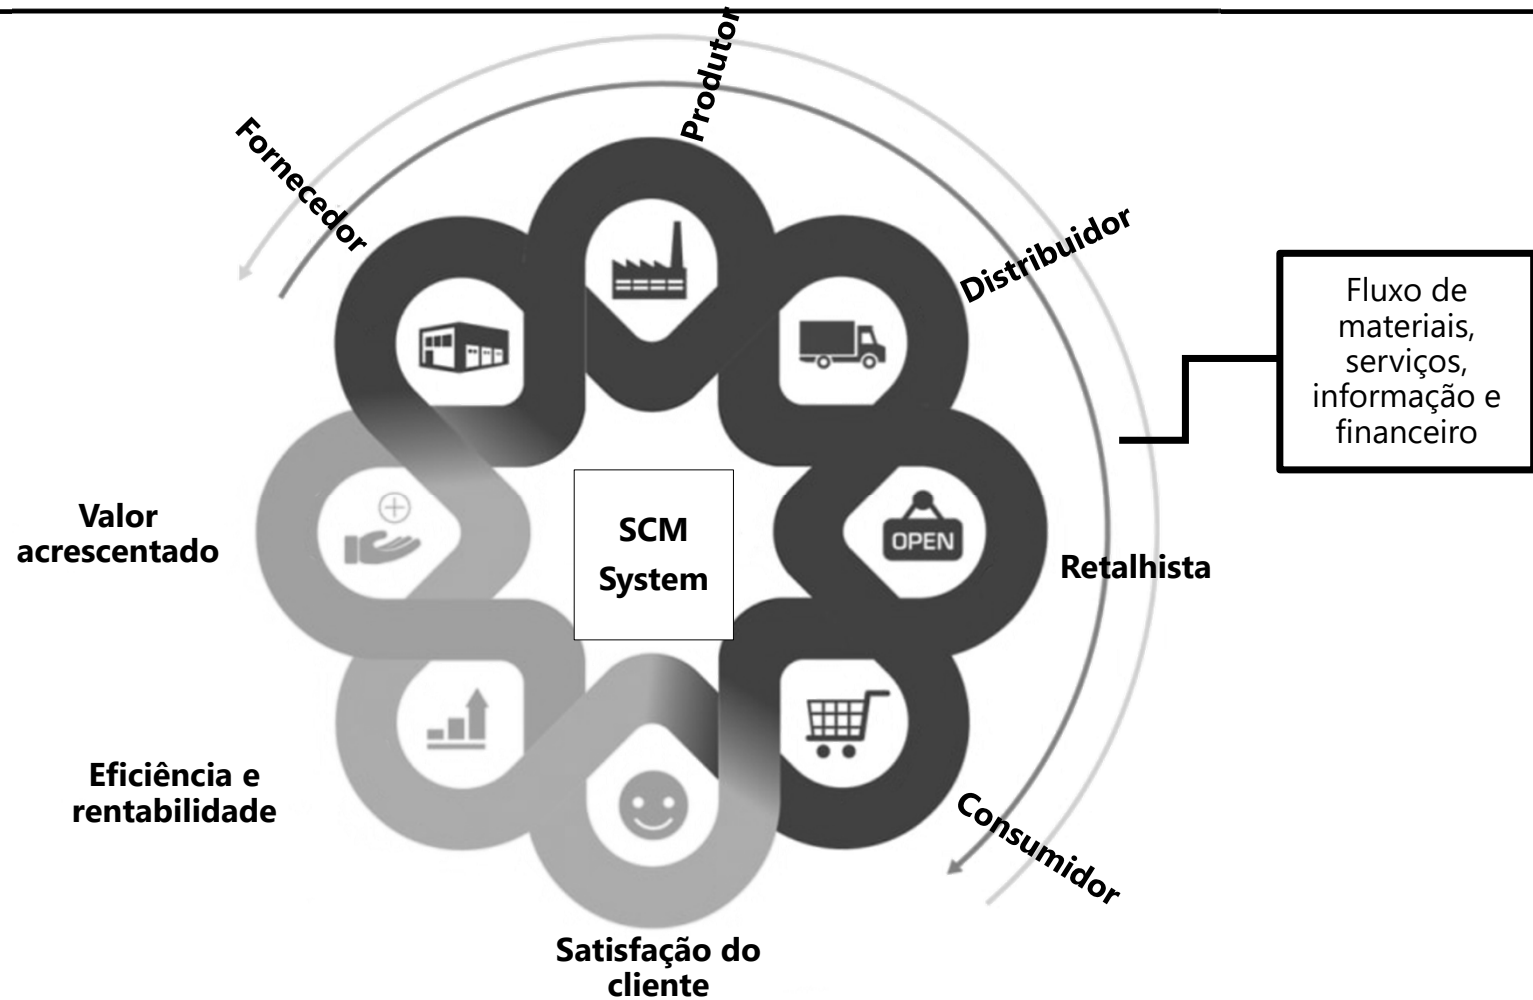 Produtor
Fornecedor
Distribuidor
Fluxo de
materiais,
serviços,
informação e
financeiro
Valor
acrescentado
SCM
System
OPEN
Retalhista
Eficiência e
rentabilidade
Consumidor
Satisfação do
cliente